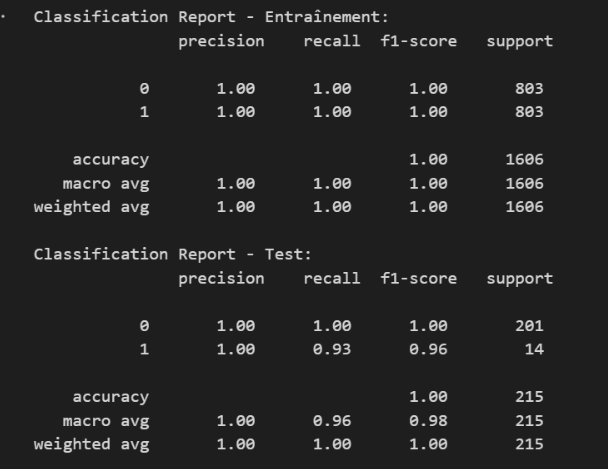 Classification Report - Entraînement:
precision recall f1-score support
0 1.00 1.00 1.00 803
1 1.00 1.00 1.00 803
accuracy 1.00 1606
macro avg 1.00 1.00 1.00 1606
weighted avg 1.00 1.00 1.00 1606
Classification Report - Test:
precision recall f1-score support
0 1.00 1.00 1.00 201
1 1.00 0.93 0.96 14
accuracy 1.00 215
macro avg 1.00 0.96 0.98 215
weighted avg 1.00 1.00 1.00 215